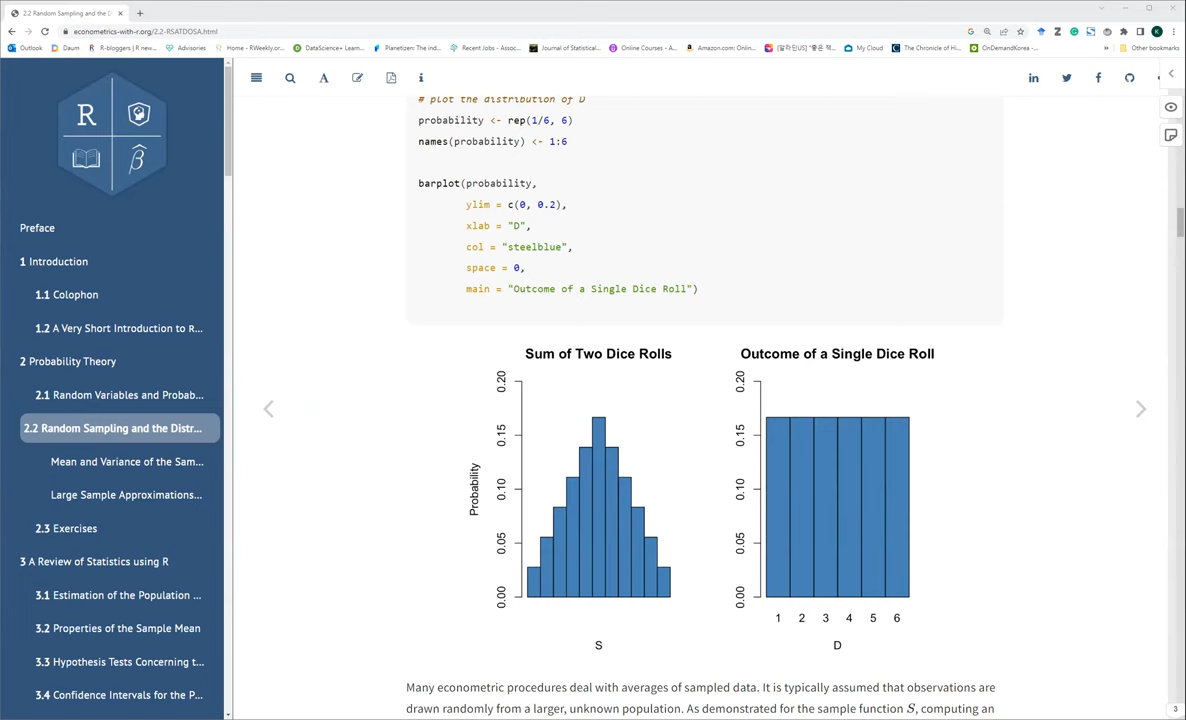 2.2 Random Sampling and the D
econometrics-with-r.org/2.2-RSATDOSA.html
Outlook
Daum
R-bloggers | R new...
Advisories
Home - RWeekly.or...
DataScience+ Learn...
Planetizen: The ind...
Recent Jobs - Assoc...
Journal of Statistical...
Online Courses - A...
Amazon.com: Onlin...
[알라딘US] "좋은 책...
My Cloud
The Chronicle of Hi...
OnDemandKorea -...
Other bookmarks
R
β̂
Preface
1 Introduction
1.1 Colophon
1.2 A Very Short Introduction to R...
2 Probability Theory
2.1 Random Variables and Probab...
2.2 Random Sampling and the Distr...
Mean and Variance of the Sam...
Large Sample Approximations...
2.3 Exercises
3 A Review of Statistics using R
3.1 Estimation of the Population ...
3.2 Properties of the Sample Mean
3.3 Hypothesis Tests Concerning t...
3.4 Confidence Intervals for the P...
# plot the distribution of D
probability <- rep(1/6, 6)
names(probability) <- 1:6
barplot(probability,
ylim = c(0, 0.2),
xlab = "D",
col = "steelblue",
space = 0,
main = "Outcome of a Single Dice Roll")
Sum of Two Dice Rolls
Probability
0.20
0.15
0.10
0.05
0.00
S
Outcome of a Single Dice Roll
0.20
0.15
0.10
0.05
0.00
1 2 3 4 5 6
D
Many econometric procedures deal with averages of sampled data. It is typically assumed that observations are
drawn randomly from a larger, unknown population. As demonstrated for the sample function S, computing an
3